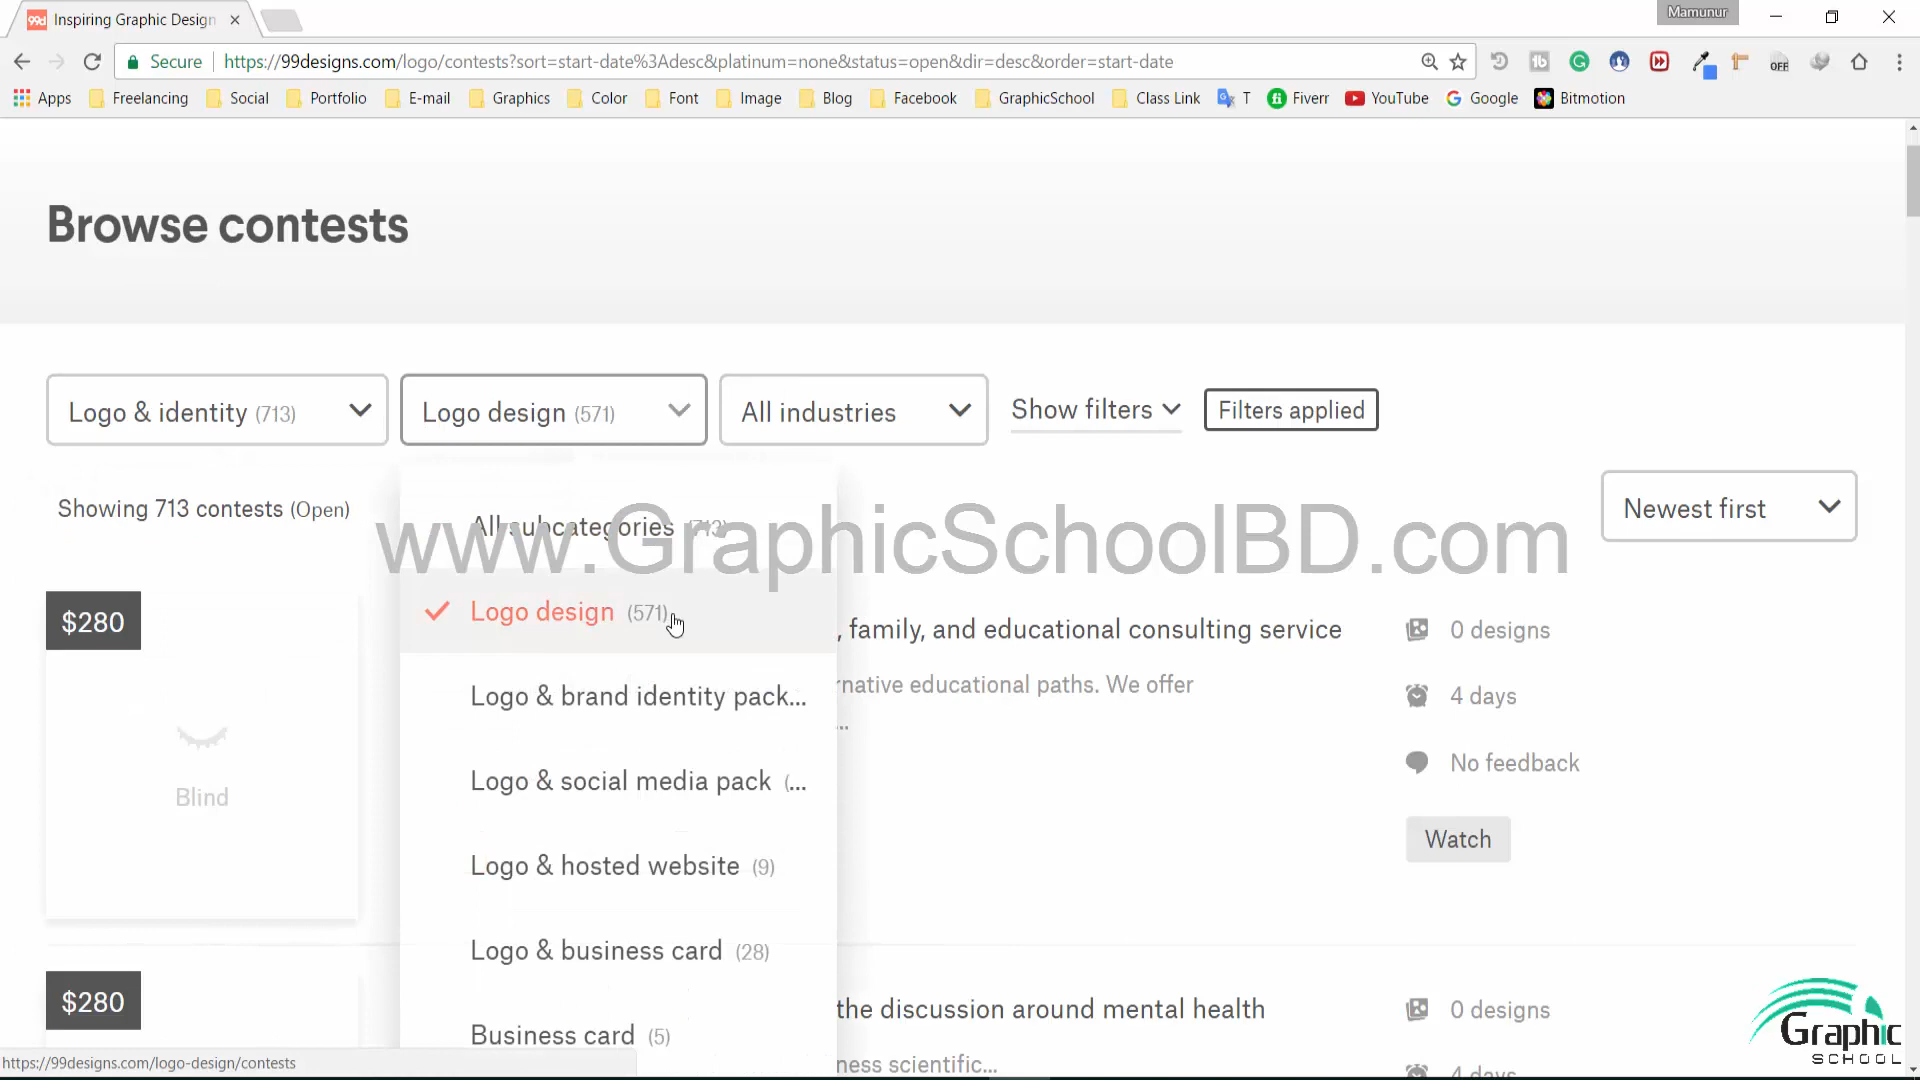 99d Inspiring Graphic Design
Mamunur
Secure https://99designs.com/logo/contests?sort=start-date%3Adesc&platinum=none&status=open&dir=desc&order=start-date
OFF
Apps Freelancing Social Portfolio E-mail Graphics Color Font Image Blog Facebook GraphicSchool Class Link T Fiverr YouTube Google Bitmotion
Browse contests
Logo & identity (713) Logo design (571) All industries Show filters Filters applied
Showing 713 contests (Open)
Newest first
All subcategories (713)
www.GraphicSchoolBD.com
$280
Logo design (571)
, family, and educational consulting service
0 designs
Logo & brand identity pack...
rnative educational paths. We offer
4 days
...
Blind
Logo & social media pack (...
No feedback
Watch
Logo & hosted website (9)
Logo & business card (28)
$280
the discussion around mental health
0 designs
Business card (5)
ness scientific...
4 days
https://99designs.com/logo-design/contests
Graphic
SCHOOL